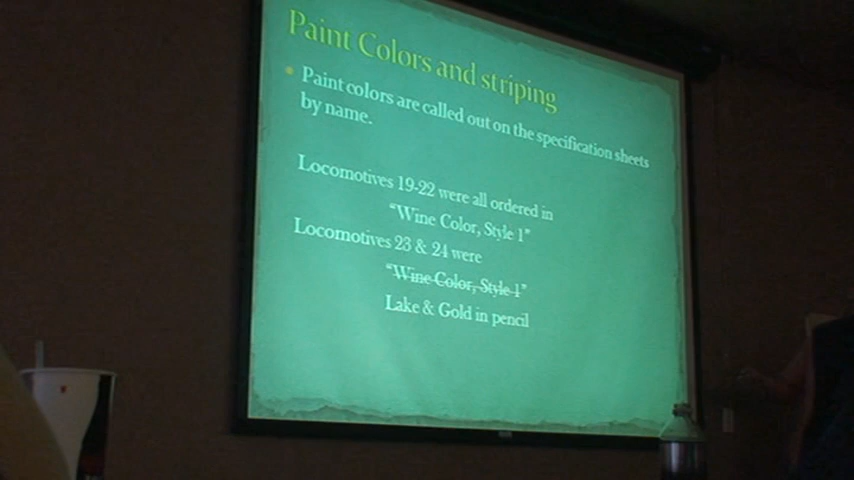 Paint Colors and striping
Paint colors are called out on the specification sheets
by name.
Locomotives 19-22 were all ordered in
“Wine Color, Style 1”
Locomotives 23 & 24 were
“Wine Color, Style 1”
Lake & Gold in pencil